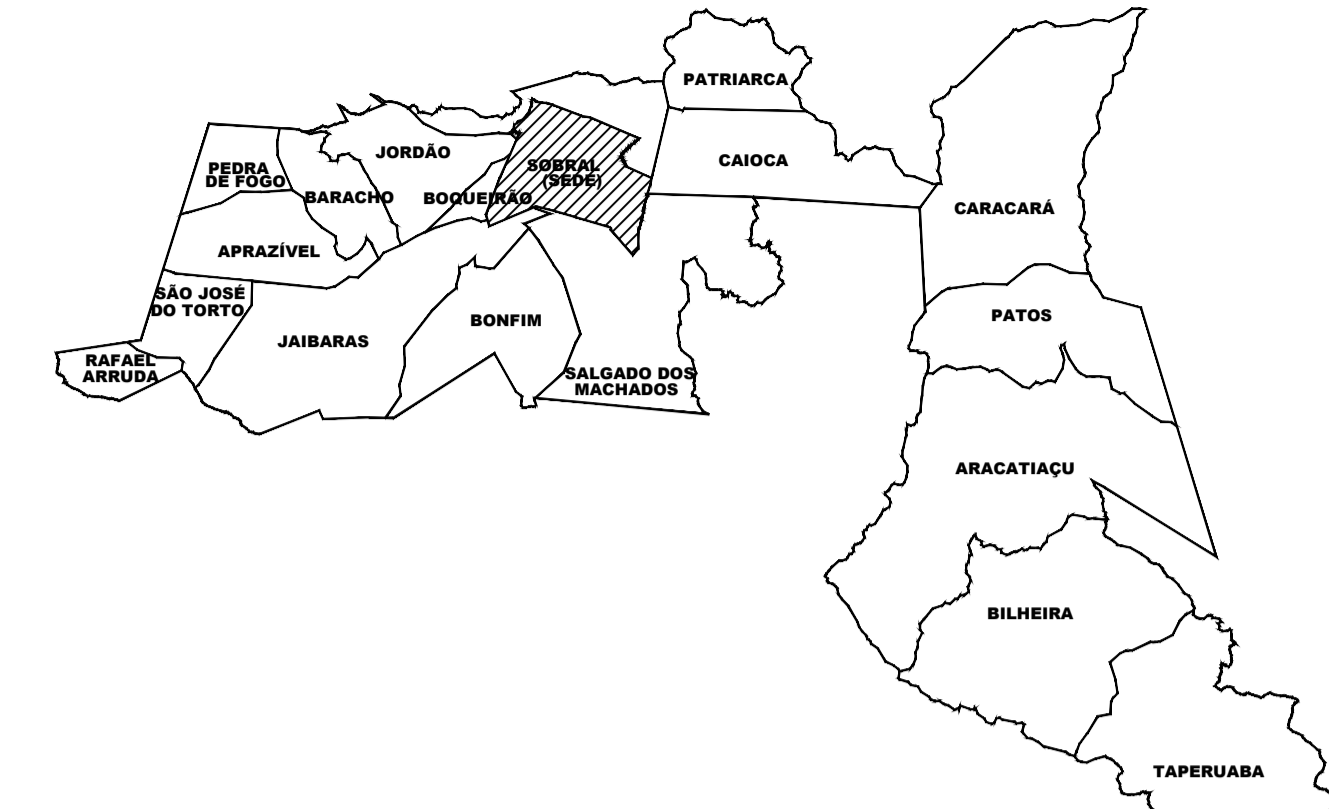 PATRIARCA
JORDÃO
CAIOCA
SOBRAL
(SEDE)
PEDRA
DE FOGO
BARACHO
BOQUEIRÃO
CARACARÁ
APRAZÍVEL
SÃO JOSÉ
DO TORTO
PATOS
BONFIM
JAIBARAS
RAFAEL
ARRUDA
SALGADO DOS
MACHADOS
ARACATIAÇU
BILHEIRA
TAPERUABA